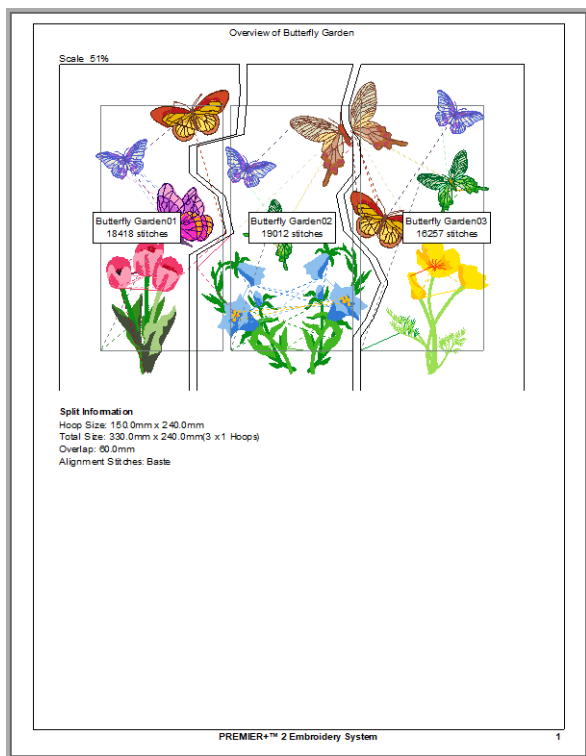 Overview of Butterfly Garden
Scale 51%
Butterfly Garden01
18418 stitches
Butterfly Garden02
19012 stitches
Butterfly Garden03
16257 stitches
Split Information
Hoop Size: 150.0mm x 240.0mm
Total Size: 330.0mm x 240.0mm(3 x1 Hoops)
Overlap: 60.0mm
Alignment Stitches: Baste
PREMIER+™ 2 Embroidery System
1